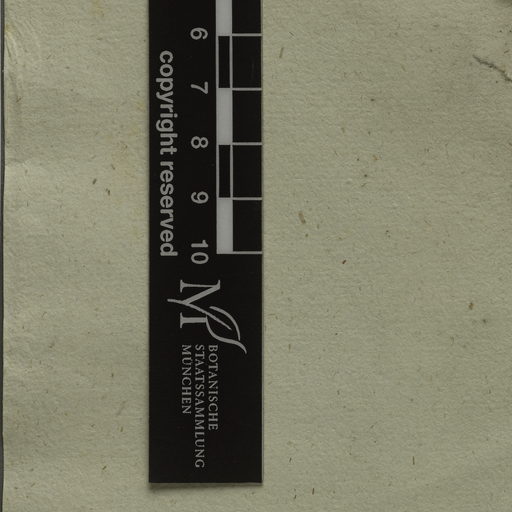 6
7
8
9
10
copyright reserved
M
BOTANISCHE
STAATSSAMMLUNG
MÜNCHEN